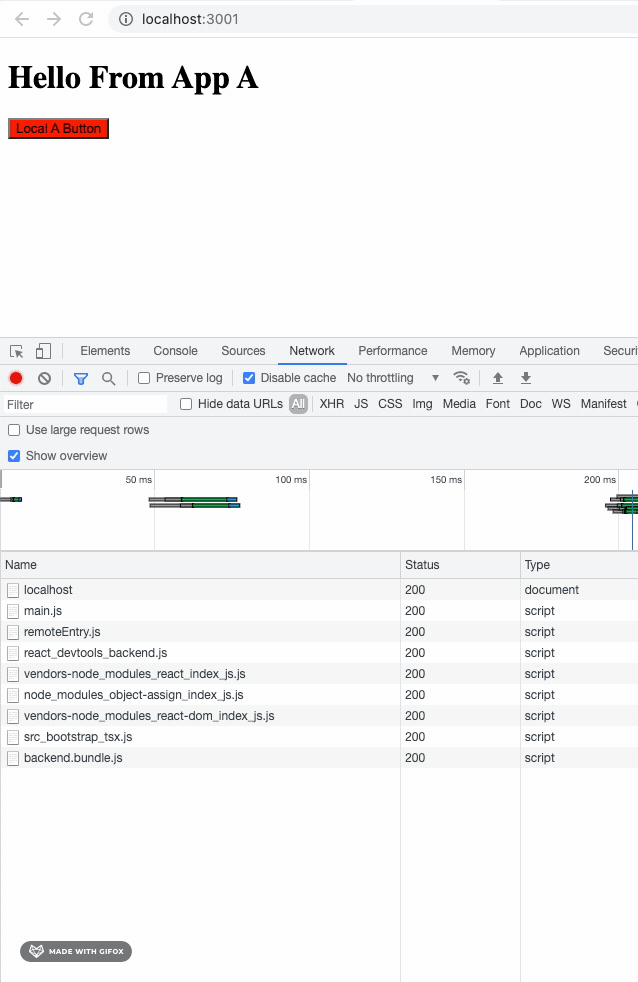 localhost:3001
Hello From App A
Local A Button
Elements Console Sources Network Performance Memory Application Securi
Preserve log Disable cache No throttling
Filter Hide data URLs All XHR JS CSS Img Media Font Doc WS Manifest
Use large request rows
Show overview
50 ms 100 ms 150 ms 200 ms
Name Status Type
localhost 200 document
main.js 200 script
remoteEntry.js 200 script
react_devtools_backend.js 200 script
vendors-node_modules_react_index_js.js 200 script
node_modules_object-assign_index_js.js 200 script
vendors-node_modules_react-dom_index_js.js 200 script
src_bootstrap_tsx.js 200 script
backend.bundle.js 200 script
MADE WITH GIFOX